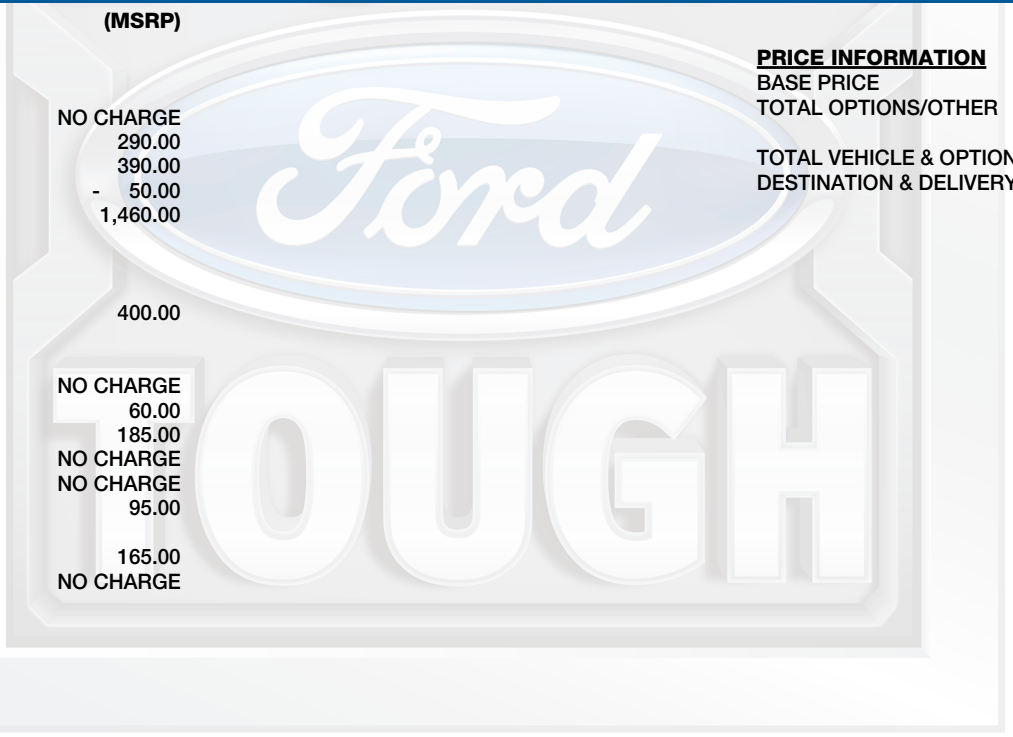 (MSRP)
NO CHARGE
290.00
390.00
- 50.00
1,460.00
400.00
NO CHARGE
60.00
185.00
NO CHARGE
NO CHARGE
95.00
165.00
NO CHARGE
PRICE INFORMATION
BASE PRICE
TOTAL OPTIONS/OTHER
TOTAL VEHICLE & OPTION
DESTINATION & DELIVERY
Ford
TOUGH